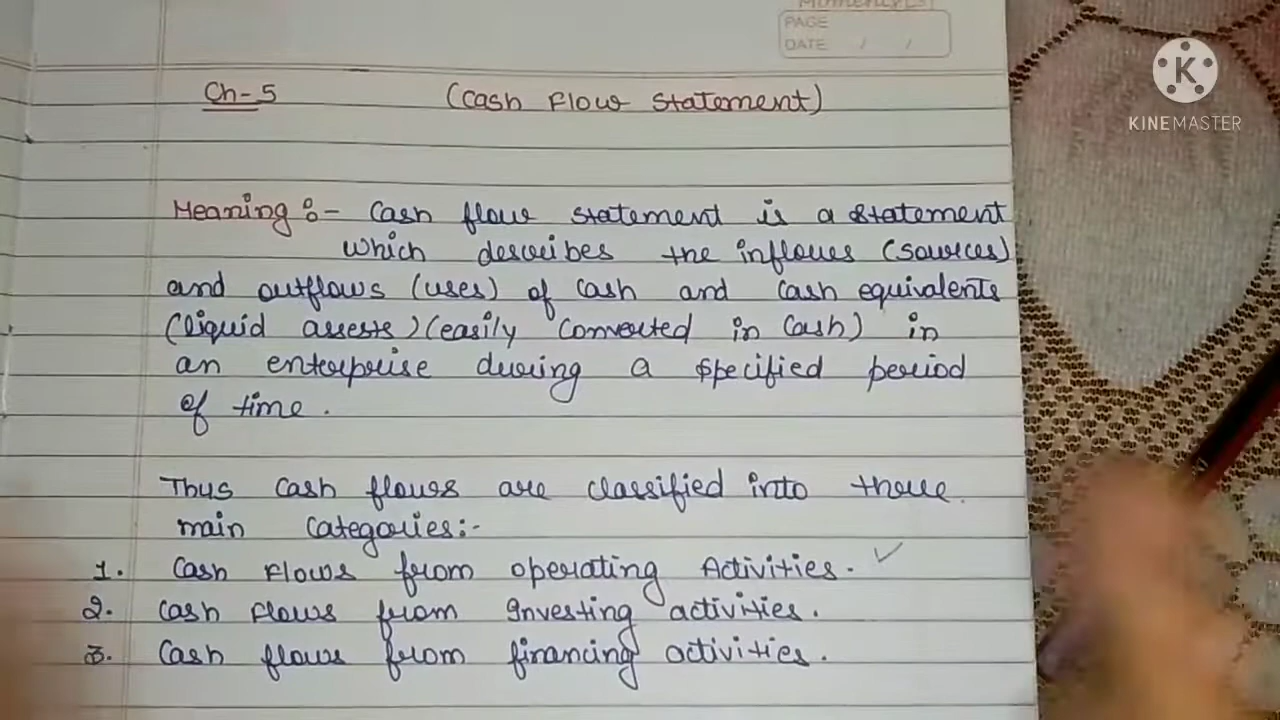 PAGE
DATE / /
K
KINEMASTER
Ch-5 (Cash Flow Statement)
Meaning :- Cash flow statement is a statement
which describes the inflows (sources)
and outflows (uses) of cash and cash equivalents
(liquid assests) (easily converted in cash) in
an enterprise during a specified period
of time.
Thus cash flows are classified into three
main categories:-
1. Cash Flows from operating Activities. ✓
2. Cash Flows from Investing activities.
3. Cash flows from financing activities.